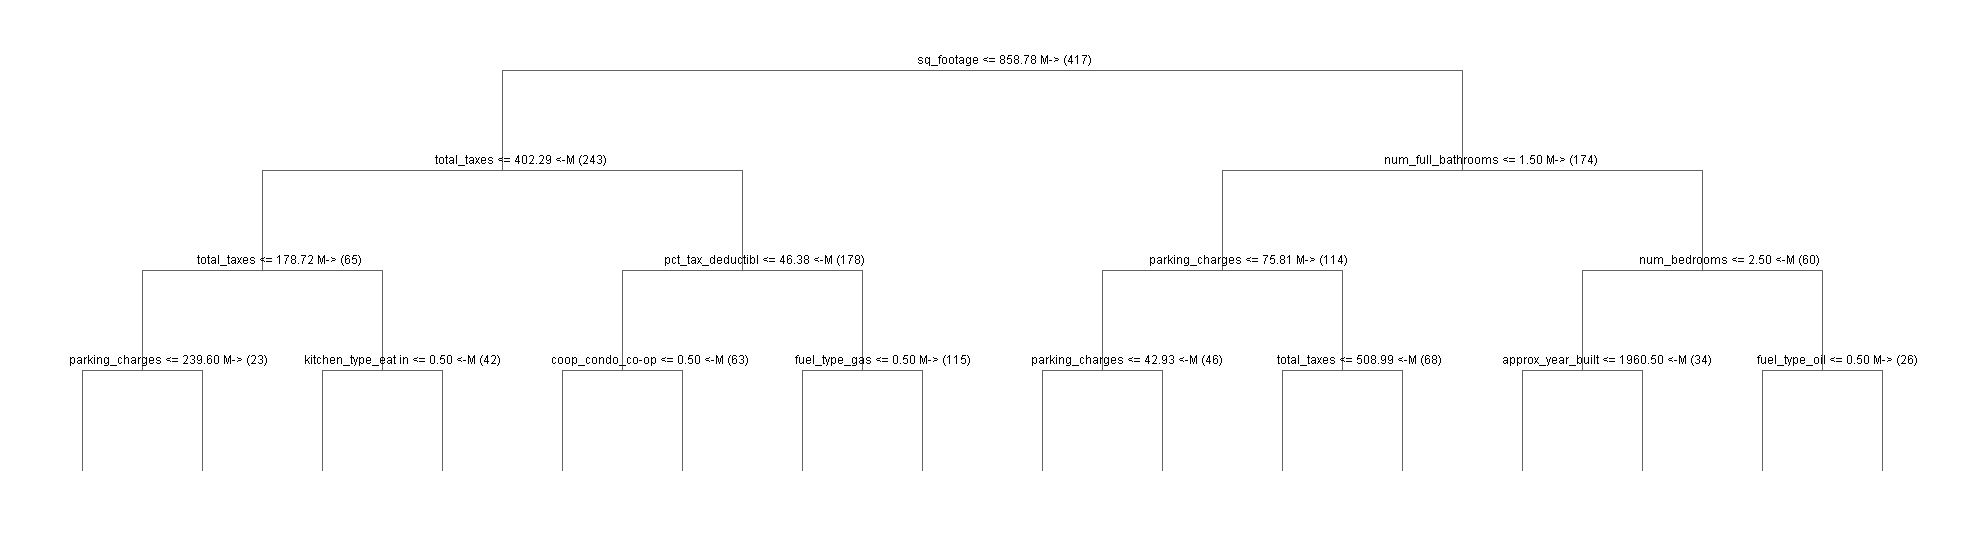 sq_footage <= 858.78 M-> (417)
total_taxes <= 402.29 <-M (243)
num_full_bathrooms <= 1.50 M-> (174)
total_taxes <= 178.72 M-> (65)
pct_tax_deductibl <= 46.38 <-M (178)
parking_charges <= 75.81 M-> (114)
num_bedrooms <= 2.50 <-M (60)
parking_charges <= 239.60 M-> (23)
kitchen_type_eat in <= 0.50 <-M (42)
coop_condo_co-op <= 0.50 <-M (63)
fuel_type_gas <= 0.50 M-> (115)
parking_charges <= 42.93 <-M (46)
total_taxes <= 508.99 <-M (68)
approx_year_built <= 1960.50 <-M (34)
fuel_type_oil <= 0.50 M-> (26)